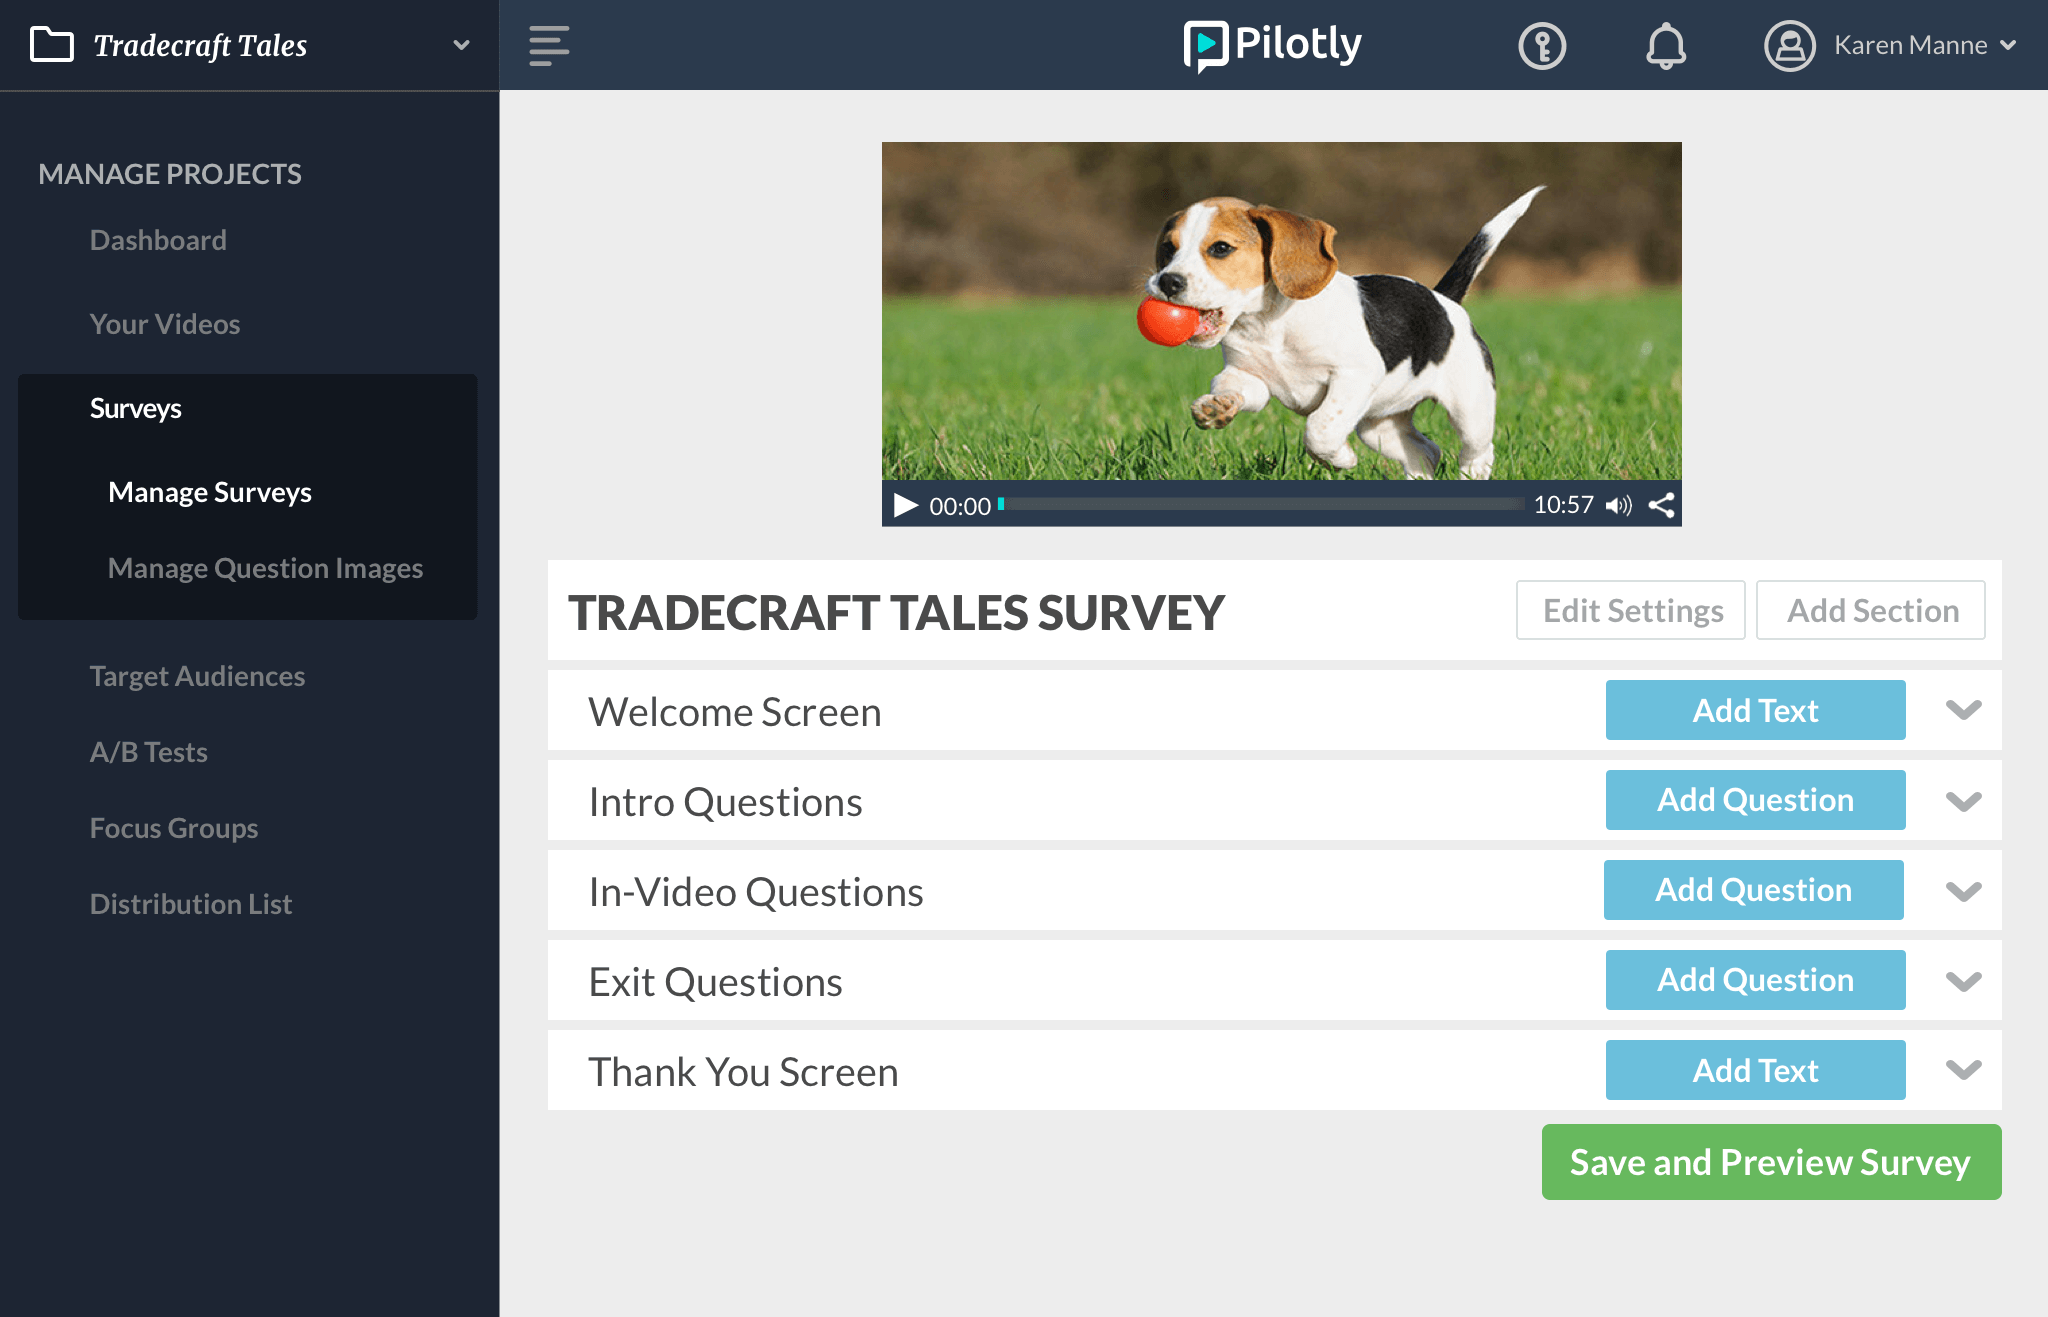 Tradecraft Tales
Pilotly
Karen Manne
MANAGE PROJECTS
Dashboard
Your Videos
Surveys
Manage Surveys
Manage Question Images
Target Audiences
A/B Tests
Focus Groups
Distribution List
00:00
10:57
TRADECRAFT TALES SURVEY
Edit Settings
Add Section
Welcome Screen
Add Text
Intro Questions
Add Question
In-Video Questions
Add Question
Exit Questions
Add Question
Thank You Screen
Add Text
Save and Preview Survey